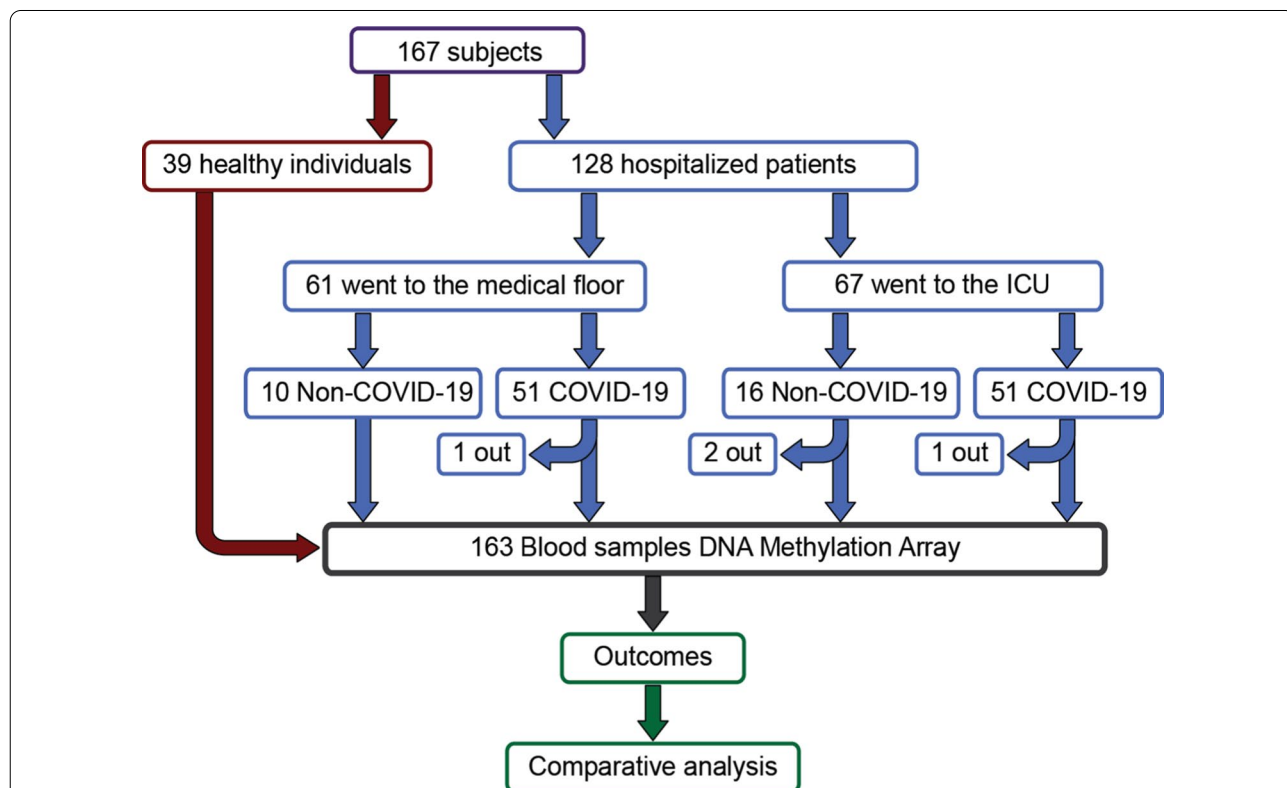 167 subjects
39 healthy individuals
128 hospitalized patients
61 went to the medical floor
67 went to the ICU
10 Non-COVID-19
51 COVID-19
16 Non-COVID-19
51 COVID-19
1 out
2 out
1 out
163 Blood samples DNA Methylation Array
Outcomes
Comparative analysis